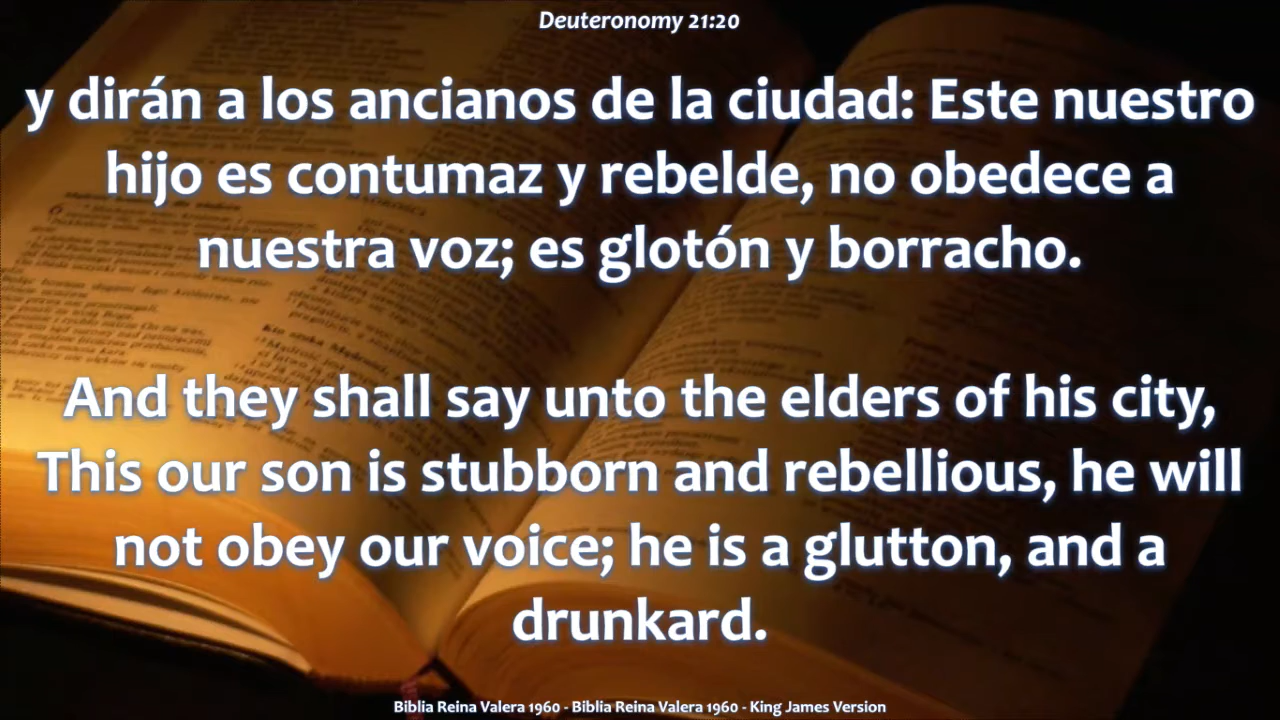 Deuteronomy 21:20
y dirán a los ancianos de la ciudad: Este nuestro
hijo es contumaz y rebelde, no obedece a
nuestra voz; es glotón y borracho.
And they shall say unto the elders of his city,
This our son is stubborn and rebellious, he will
not obey our voice; he is a glutton, and a
drunkard.
Biblia Reina Valera 1960 - Biblia Reina Valera 1960 - King James Version